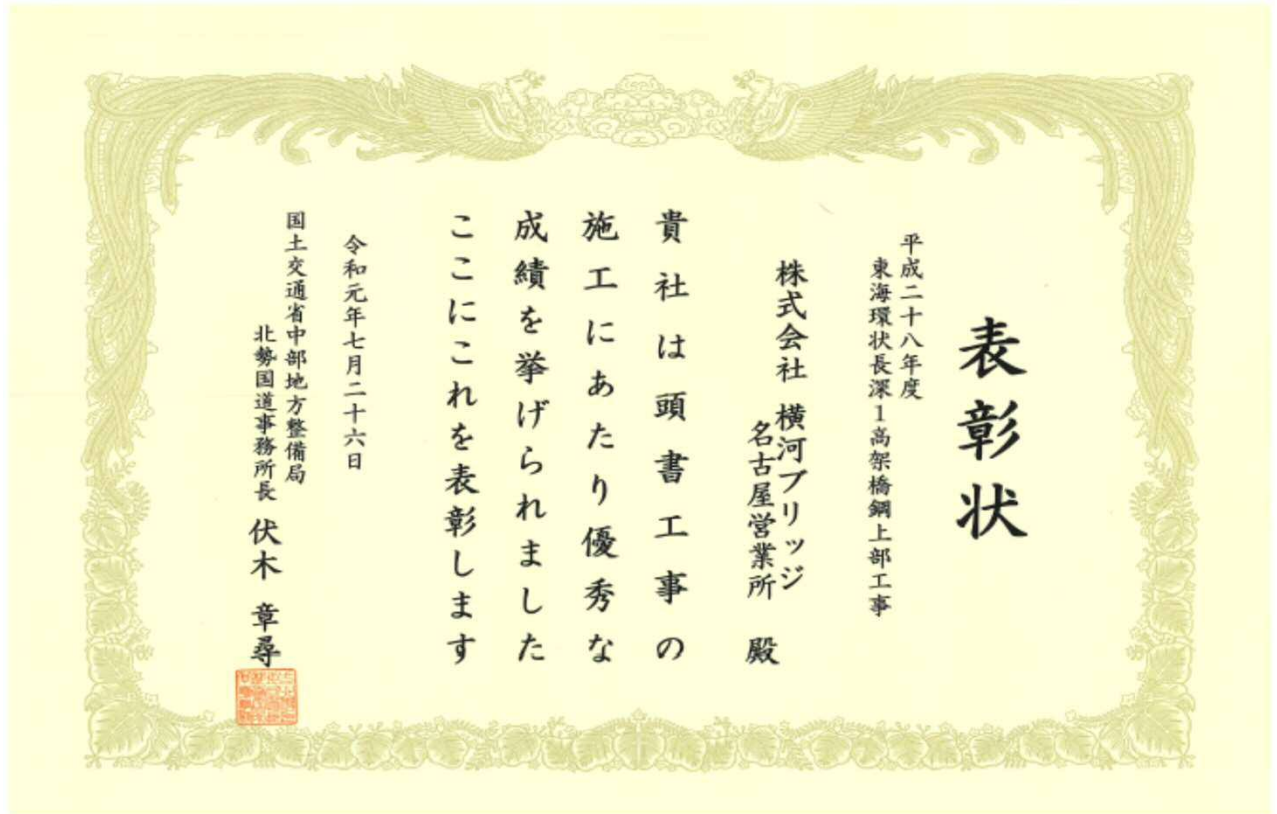 表彰状
平成二十八年度
東海環状長深1高架橋鋼上部工事
株式会社 横河ブリッジ
名古屋営業所 殿
貴社は頭書工事の
施工にあたり優秀な
成績を挙げられました
ここにこれを表彰します
令和元年七月二十六日
国土交通省中部地方整備局
北勢国道事務所長 伏木 章尋